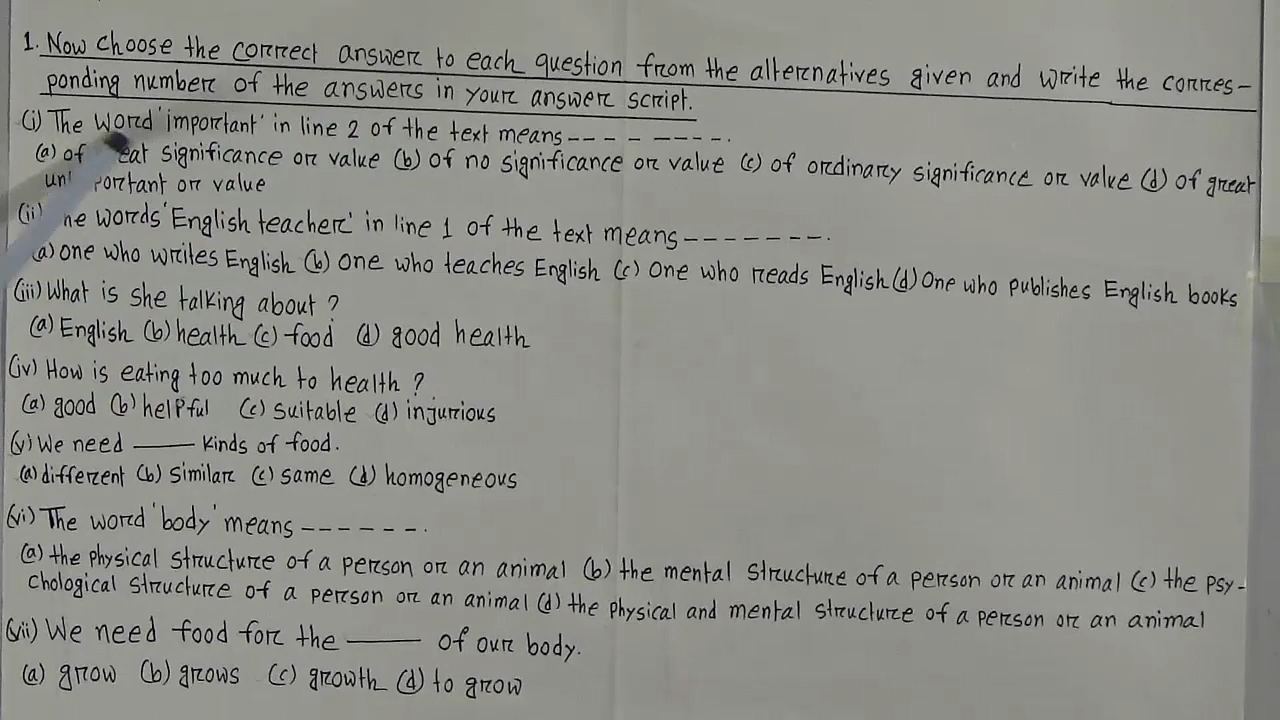 1. Now choose the correct answer to each question from the alternatives given and write the corres-
ponding number of the answers in your answer script.
(i) The word 'important' in line 2 of the text means---- ----.
(a) of significance or value (b) of no significance or value (c) of ordinary significance or value (d) of great
or value
(ii) words 'English teacher' in line 1 of the text means-------.
(a) One who writes English (b) One who teaches English (c) One who reads English (d) One who publishes English books
(iii) What is she talking about ?
(a) English (b) health (c) food (d) good health
(iv) How is eating too much to health ?
(a) good (b) helpful (c) suitable (d) injurious
(v) We need ____ kinds of food.
(a) different (b) similar (c) same (d) homogeneous
(vi) The word 'body' means ------.
(a) the physical structure of a person or an animal (b) the mental structure of a person or an animal (c) the psy-
chological structure of a person or an animal (d) the physical and mental structure of a person or an animal
(vii) We need food for the ____ of our body.
(a) grow (b) grows (c) growth (d) to grow